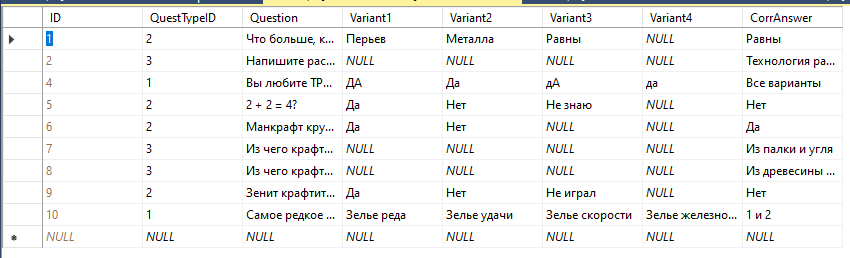 ID QuestTypeID Question Variant1 Variant2 Variant3 Variant4 CorrAnswer
1 2 Что больше, к... Перьев Металла Равны NULL Равны
2 3 Напишите рас... NULL NULL NULL NULL Технология ра...
4 1 Вы любите ТР... ДА Да дА да Все варианты
5 2 2 + 2 = 4? Да Нет Не знаю NULL Нет
6 2 Манкрафт кру... Да Нет NULL NULL Да
7 3 Из чего крафт... NULL NULL NULL NULL Из палки и угля
8 3 Из чего крафт... NULL NULL NULL NULL Из древесины ...
9 2 Зенит крафтит... Да Нет Не играл NULL Нет
10 1 Самое редкое ... Зелье реда Зелье удачи Зелье скорости Зелье железно... 1 и 2
NULL NULL NULL NULL NULL NULL NULL NULL